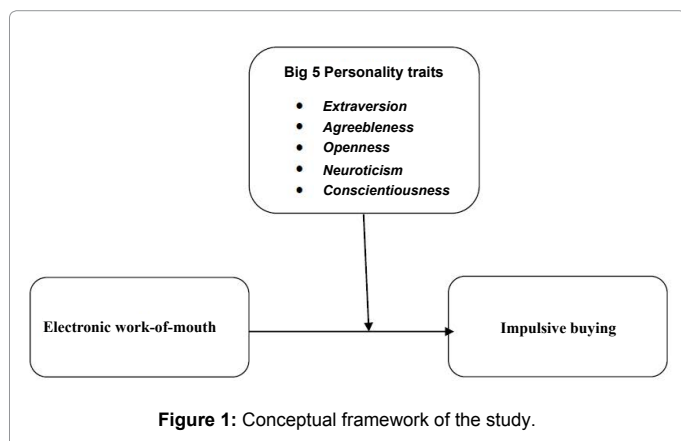 Big 5 Personality traits
• Extraversion
• Agreebleness
• Openness
• Neuroticism
• Conscientiousness
Electronic work-of-mouth
Impulsive buying
Figure 1: Conceptual framework of the study.